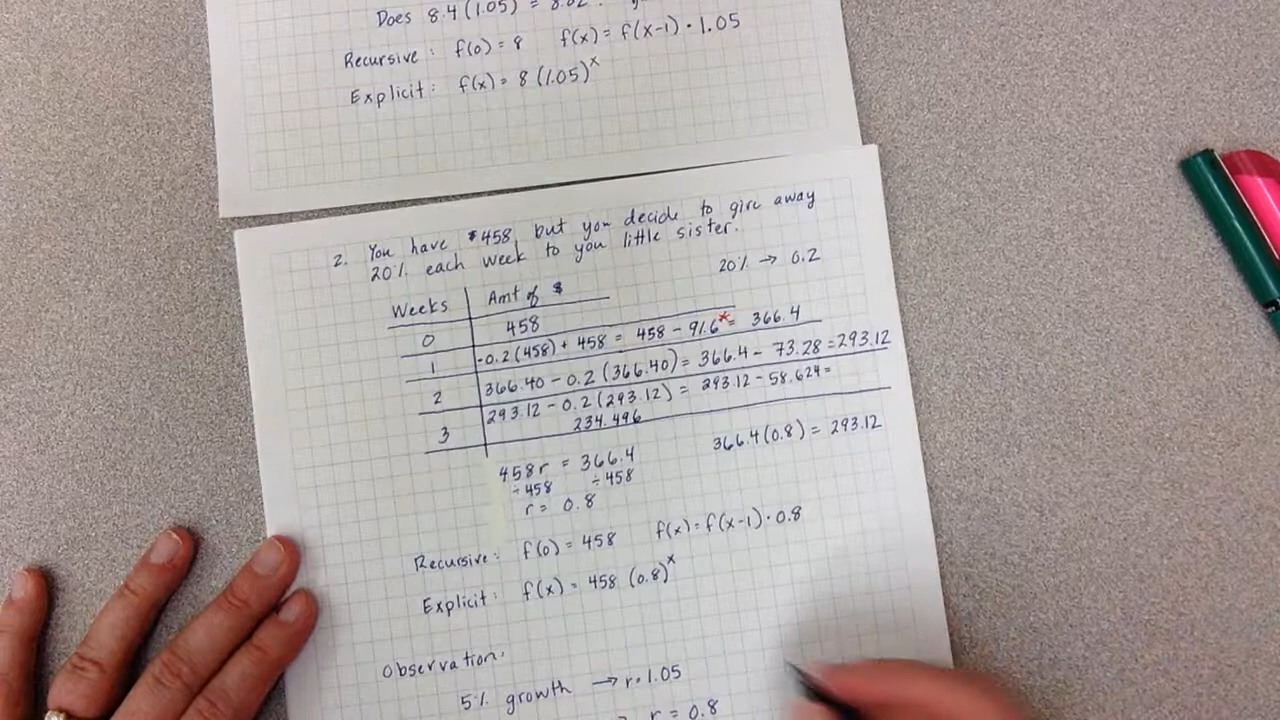 Does 8.4(1.05) = 8.82
Recursive: f(0) = 8 f(x) = f(x-1) · 1.05
Explicit: f(x) = 8(1.05)^x
2. You have $458, but you decide to give away
20% each week to you little sister.
20% → 0.2
Weeks Amt of $
0 458
1 -0.2(458) + 458 = 458 - 91.6* = 366.4
2 366.40 - 0.2(366.40) = 366.4 - 73.28 = 293.12
3 293.12 - 0.2(293.12) = 293.12 - 58.624 =
234.496
458r = 366.4 366.4(0.8) = 293.12
÷458 ÷458
r = 0.8
Recursive: f(0) = 458 f(x) = f(x-1) · 0.8
Explicit: f(x) = 458(0.8)^x
Observation:
5% growth → r = 1.05
r = 0.8